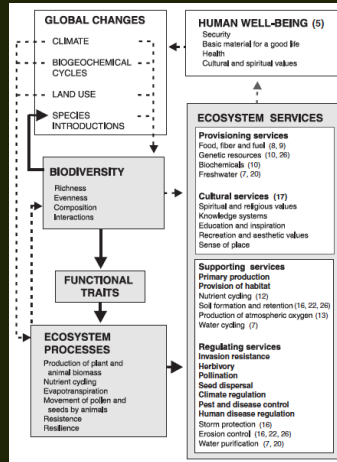 GLOBAL CHANGES
CLIMATE
BIOGEOCHEMICAL
CYCLES
LAND USE
SPECIES
INTRODUCTIONS
BIODIVERSITY
Richness
Evenness
Composition
Interactions
FUNCTIONAL
TRAITS
ECOSYSTEM
PROCESSES
Production of plant and
animal biomass
Nutrient cycling
Evapotranspiration
Movement of pollen and
seeds by animals
Resistence
Resilience
HUMAN WELL-BEING (5)
Security
Basic material for a good life
Health
Cultural and spiritual values
ECOSYSTEM SERVICES
Provisioning services
Food, fiber and fuel (8, 9)
Genetic resources (10, 26)
Biochemicals (10)
Freshwater (7, 20)
Cultural services (17)
Spiritual and religious values
Knowledge systems
Education and inspiration
Recreation and aesthetic values
Sense of place
Supporting services
Primary production
Provision of habitat
Nutrient cycling (12)
Soil formation and retention (16, 22, 26)
Production of atmospheric oxygen (13)
Water cycling (7)
Regulating services
Invasion resistance
Herbivory
Pollination
Seed dispersal
Climate regulation
Pest and disease control
Human disease regulation
Storm protection (16)
Erosion control (16, 22, 26)
Water purification (7, 20)